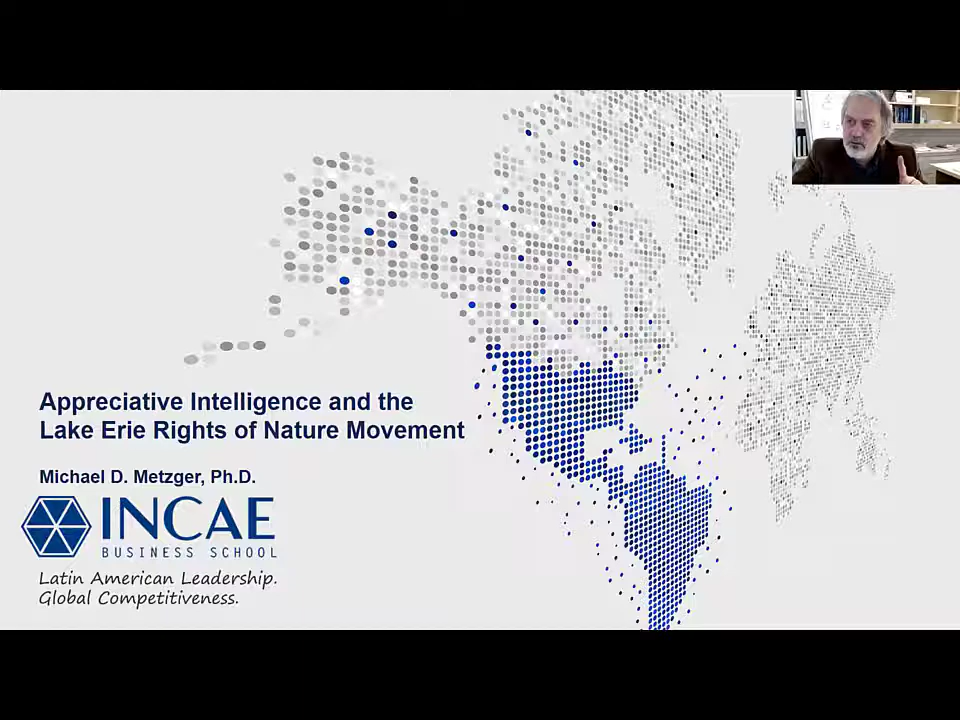 Appreciative Intelligence and the
Lake Erie Rights of Nature Movement
Michael D. Metzger, Ph.D.
INCAE
BUSINESS SCHOOL
Latin American Leadership.
Global Competitiveness.